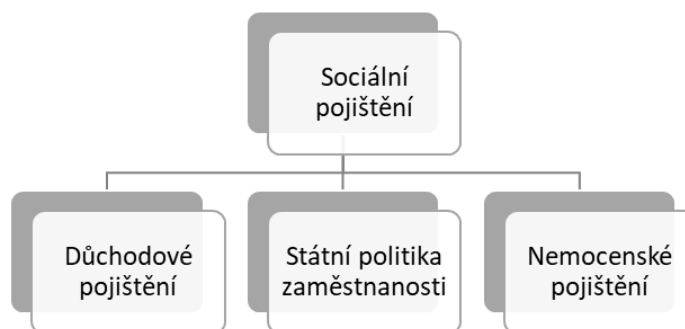 Sociální
pojištění
Důchodové
pojištění
Státní politika
zaměstnanosti
Nemocenské
pojištění